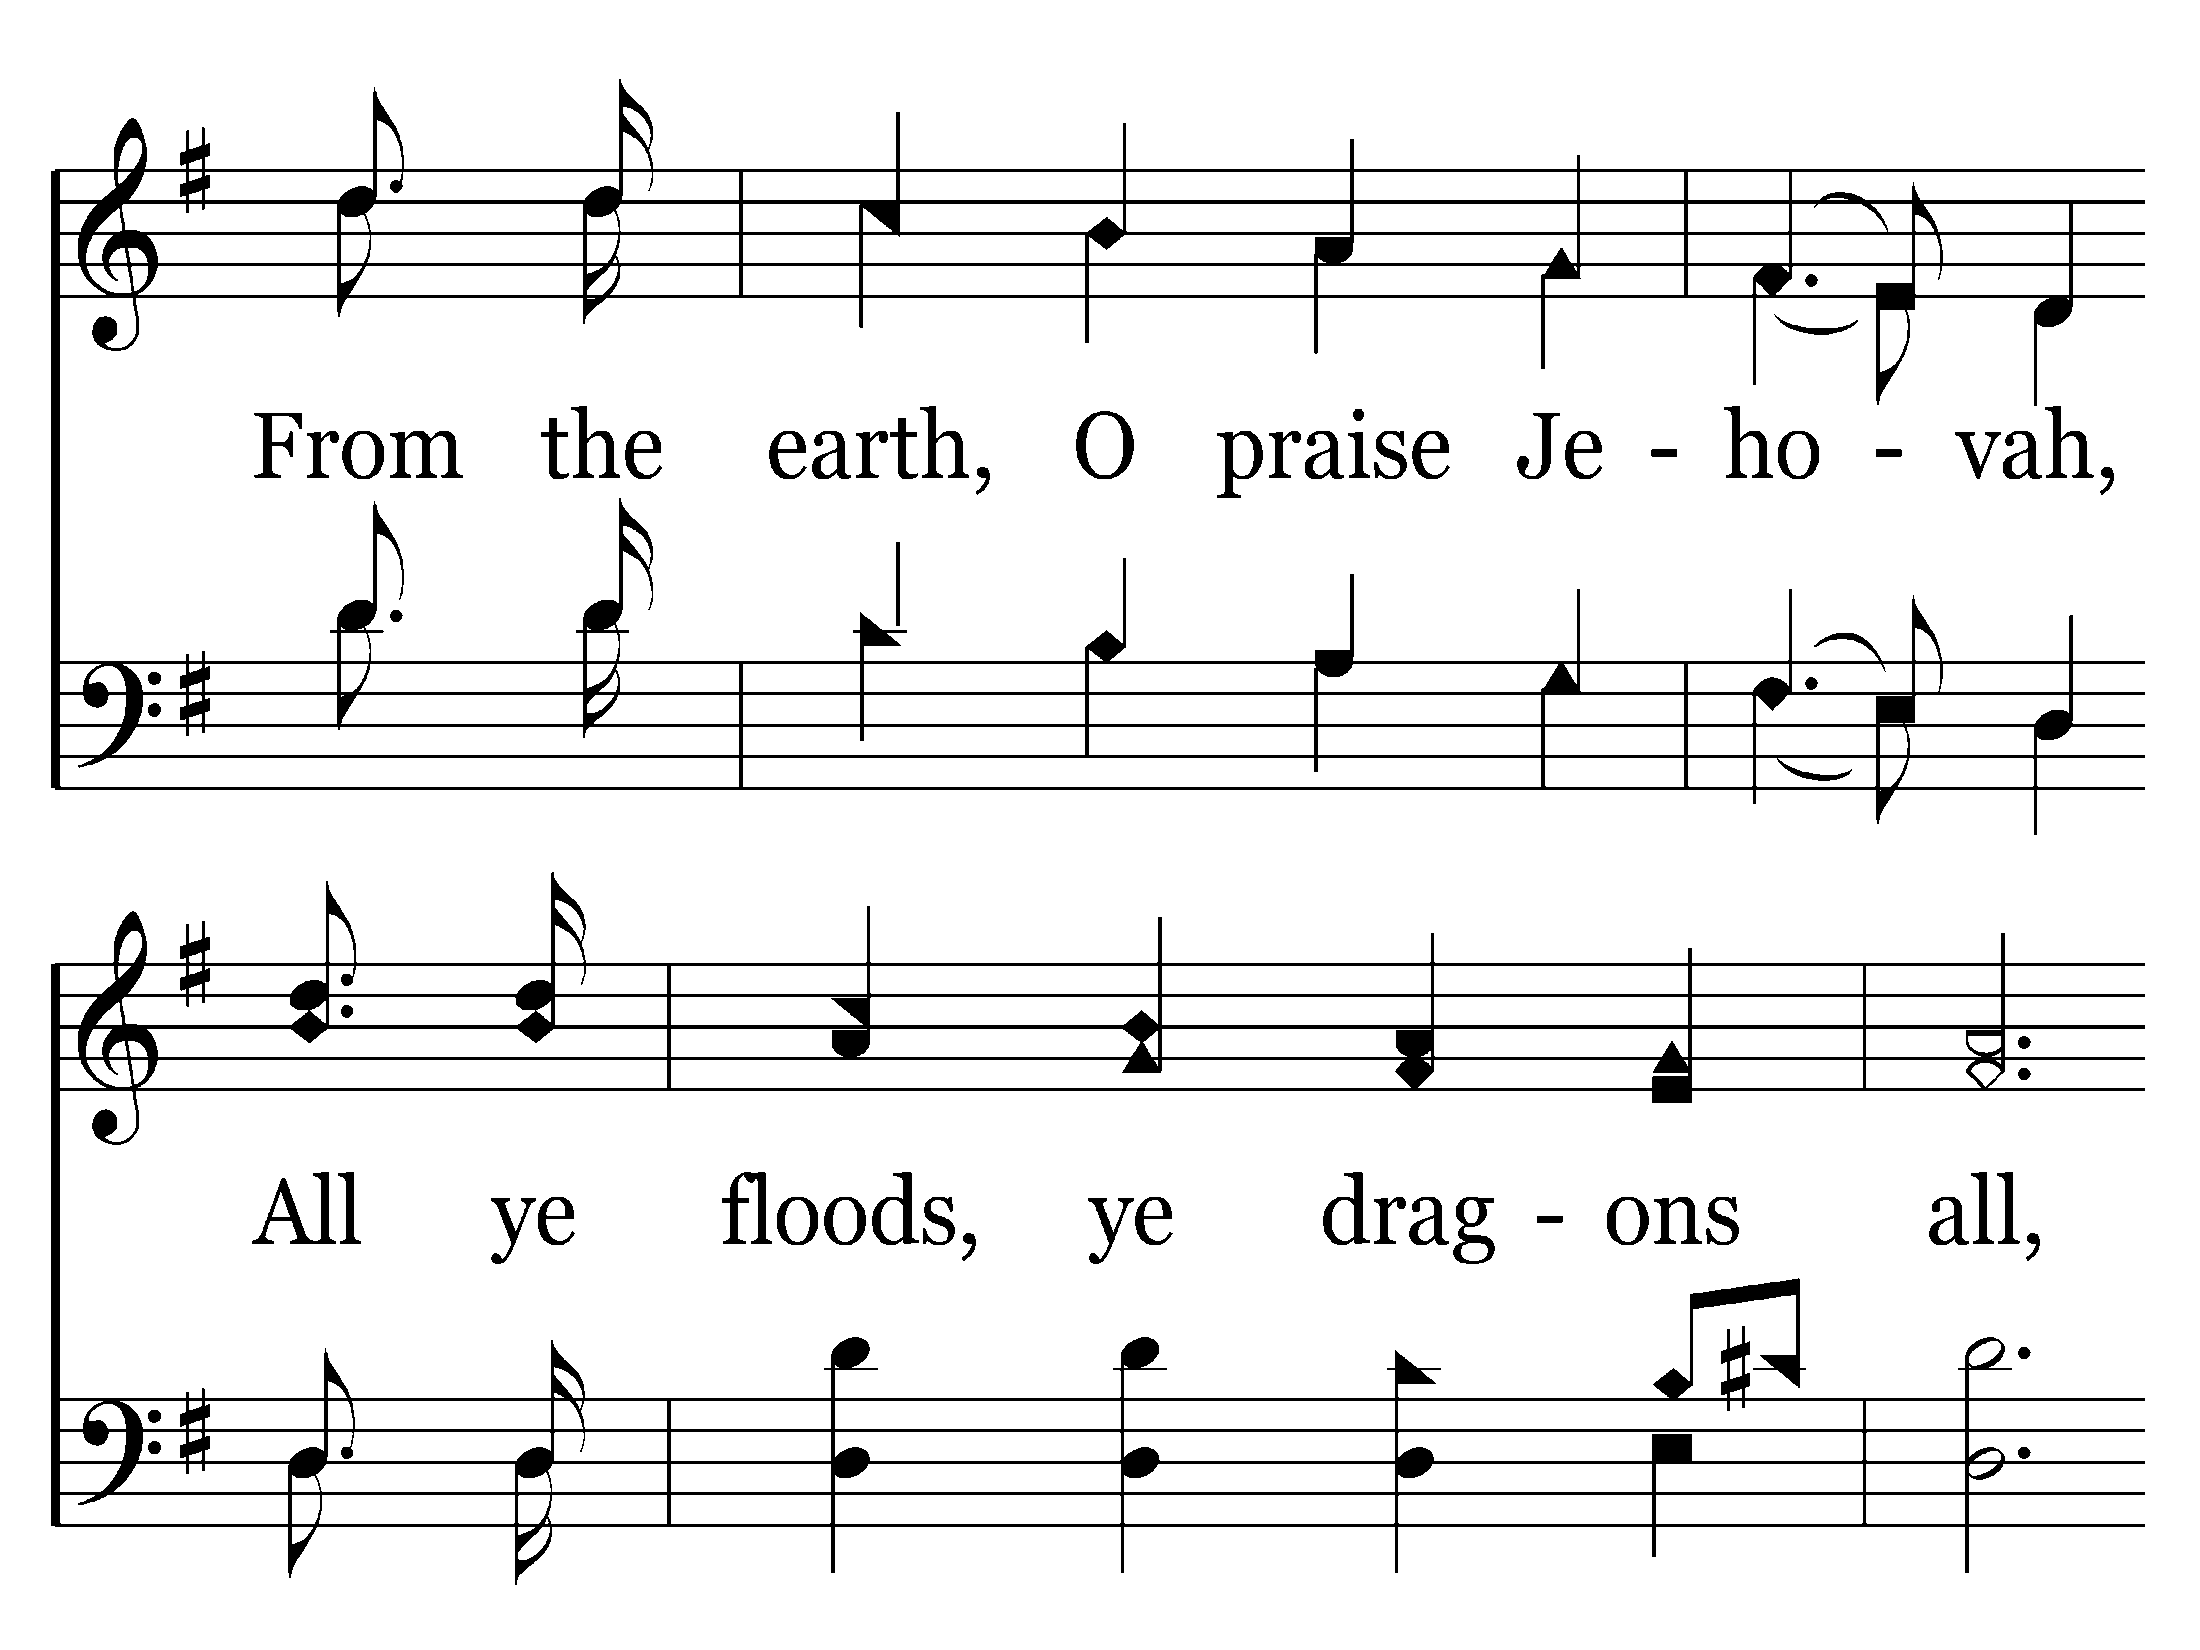 From the earth, O praise Je - ho - vah,
All ye floods, ye drag - ons all,